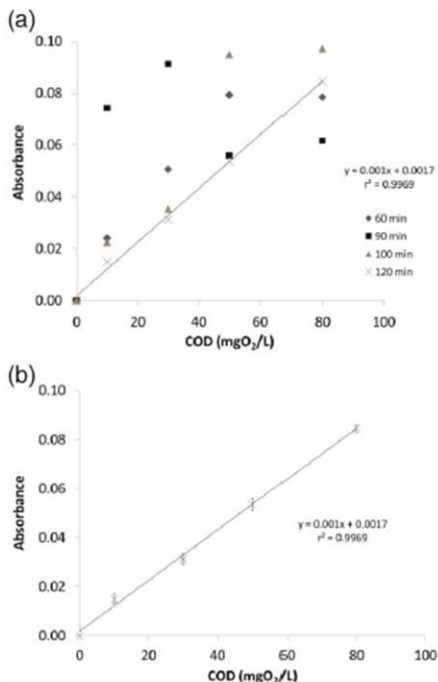 (a)
0.10
0.08
0.06
0.04
0.02
0.00
Absorbance
y = 0.001x + 0.0017
r² = 0.9969
60 min
90 min
100 min
120 min
0 20 40 60 80 100
COD (mgO₂/L)
(b)
0.10
0.08
0.06
0.04
0.02
0.00
Absorbance
y = 0.001x + 0.0017
r² = 0.9969
0 20 40 60 80 100
COD (mgO₂/L)